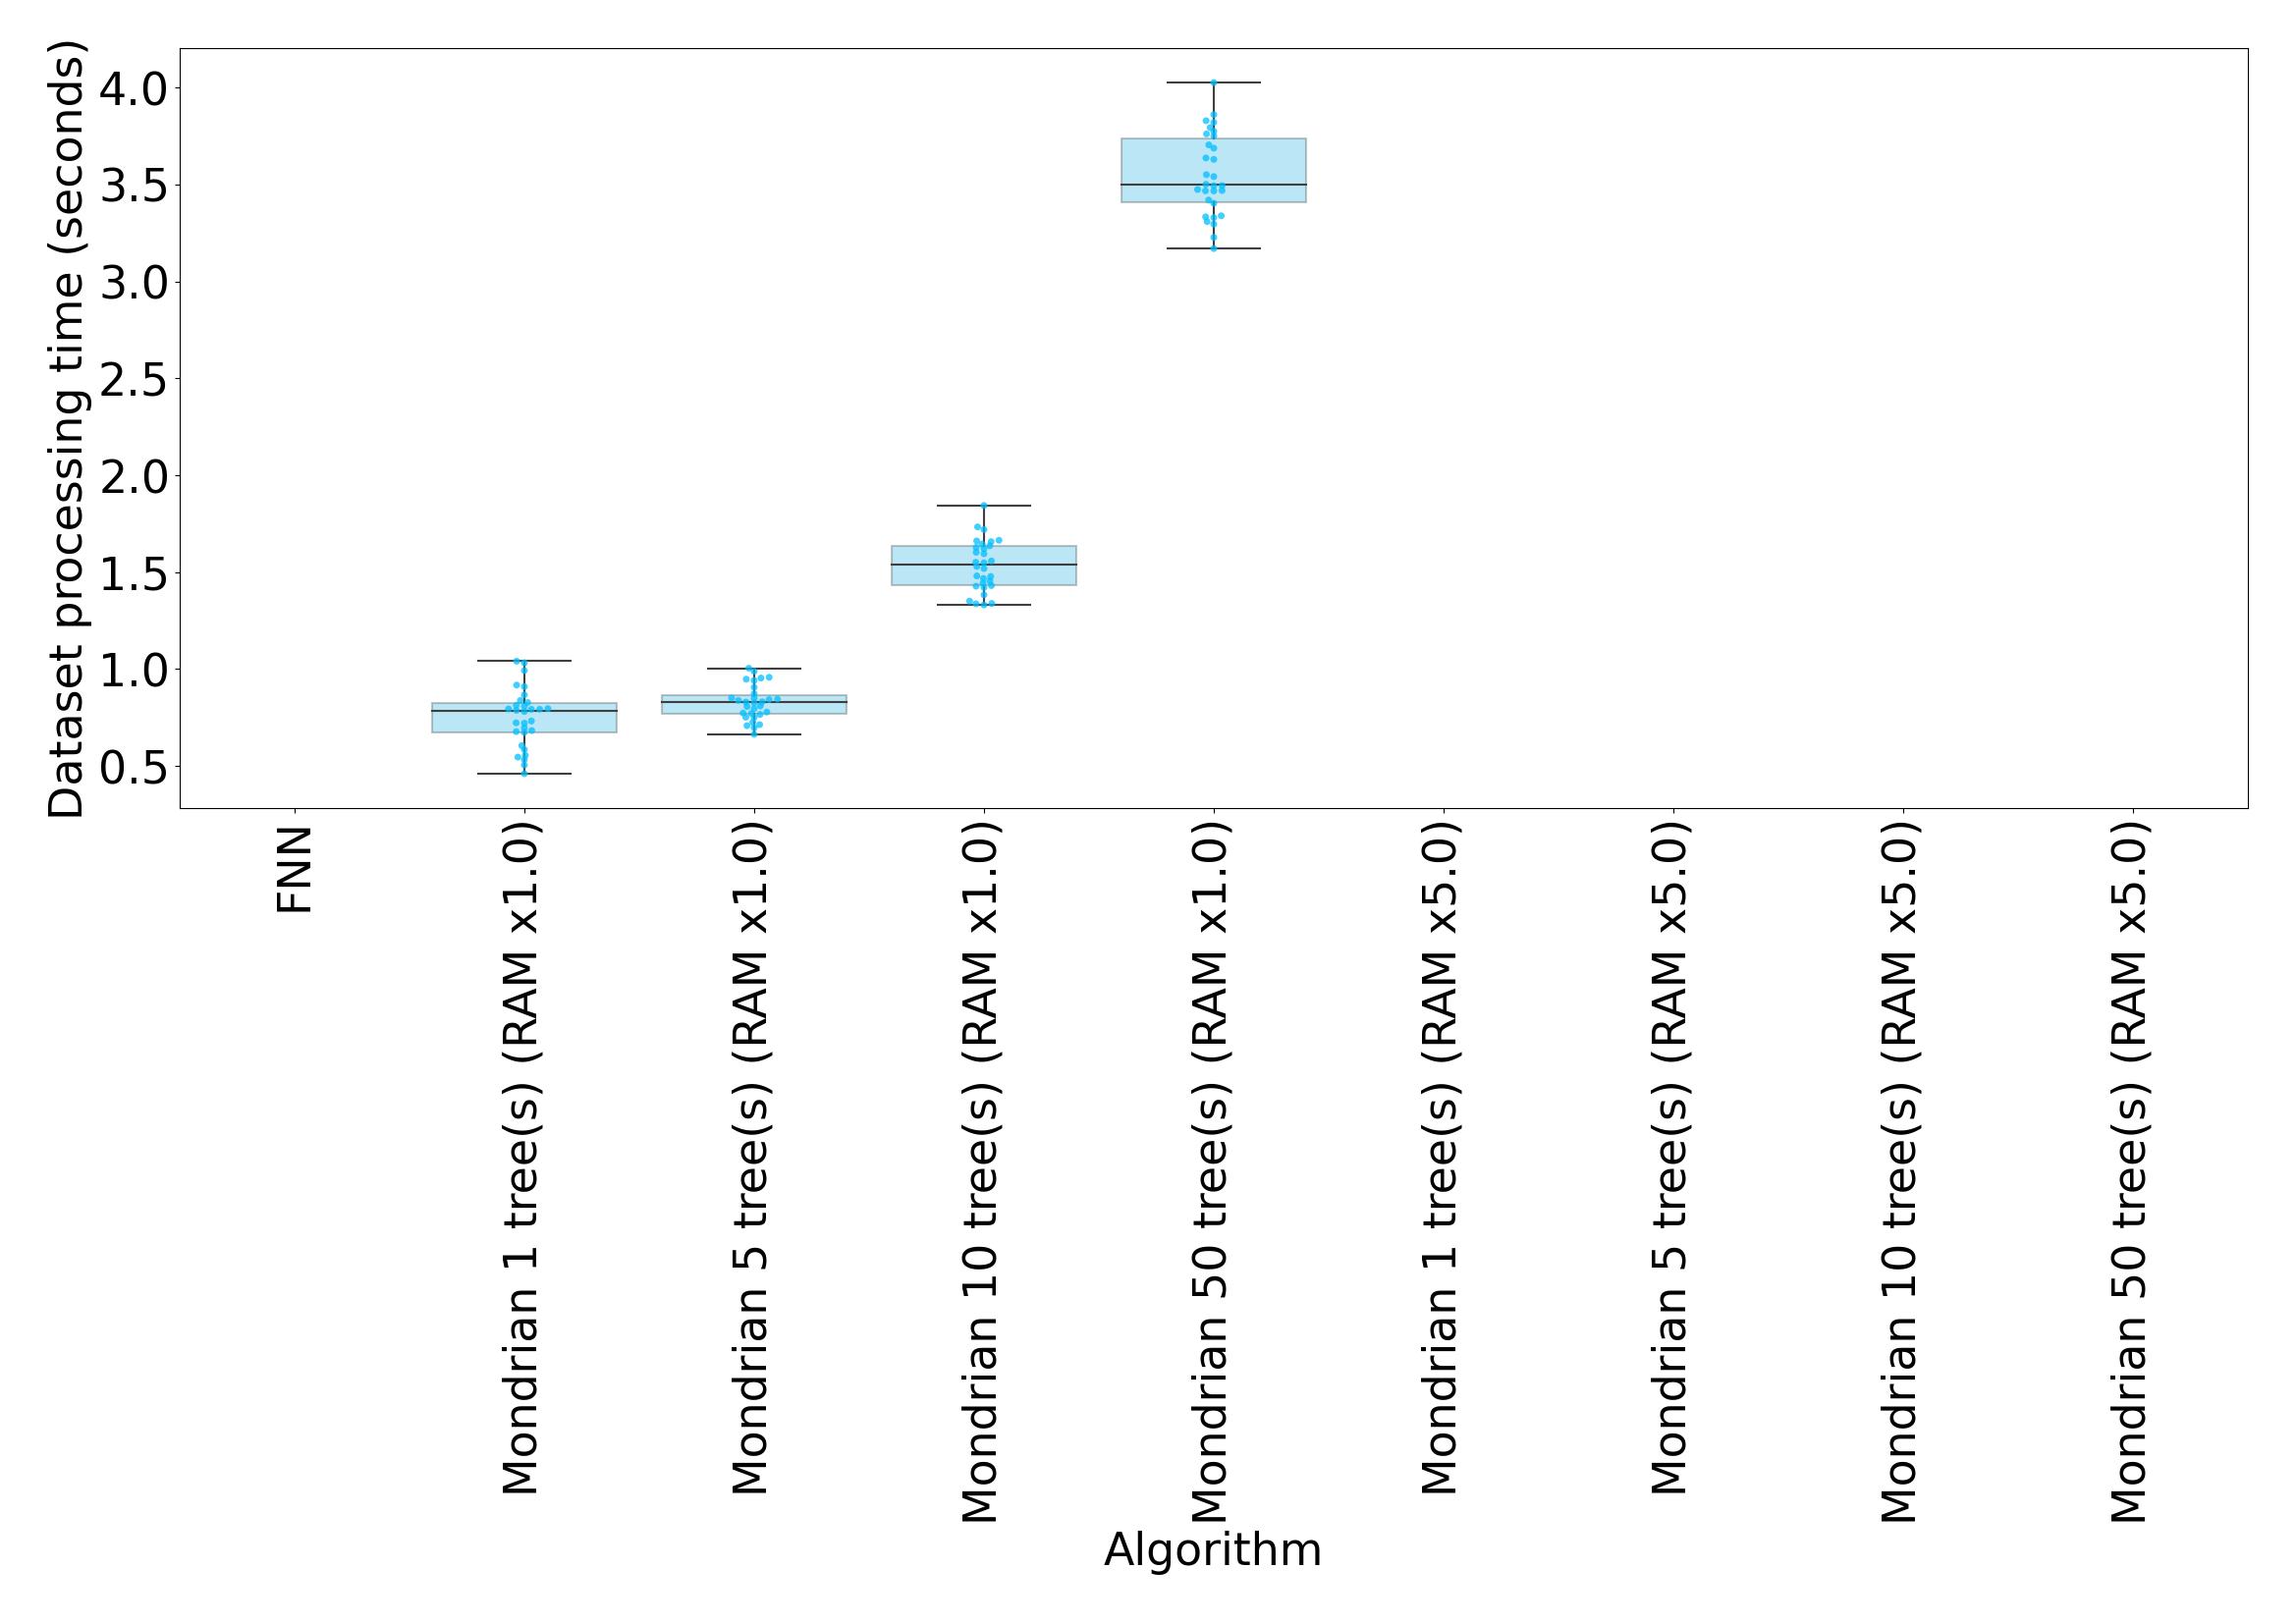 Dataset processing time (seconds)
4.0
3.5
3.0
2.5
2.0
1.5
1.0
0.5
FNN
Mondrian 1 tree(s) (RAM x1.0)
Mondrian 5 tree(s) (RAM x1.0)
Mondrian 10 tree(s) (RAM x1.0)
Mondrian 50 tree(s) (RAM x1.0)
Mondrian 1 tree(s) (RAM x5.0)
Mondrian 5 tree(s) (RAM x5.0)
Mondrian 10 tree(s) (RAM x5.0)
Mondrian 50 tree(s) (RAM x5.0)
Algorithm